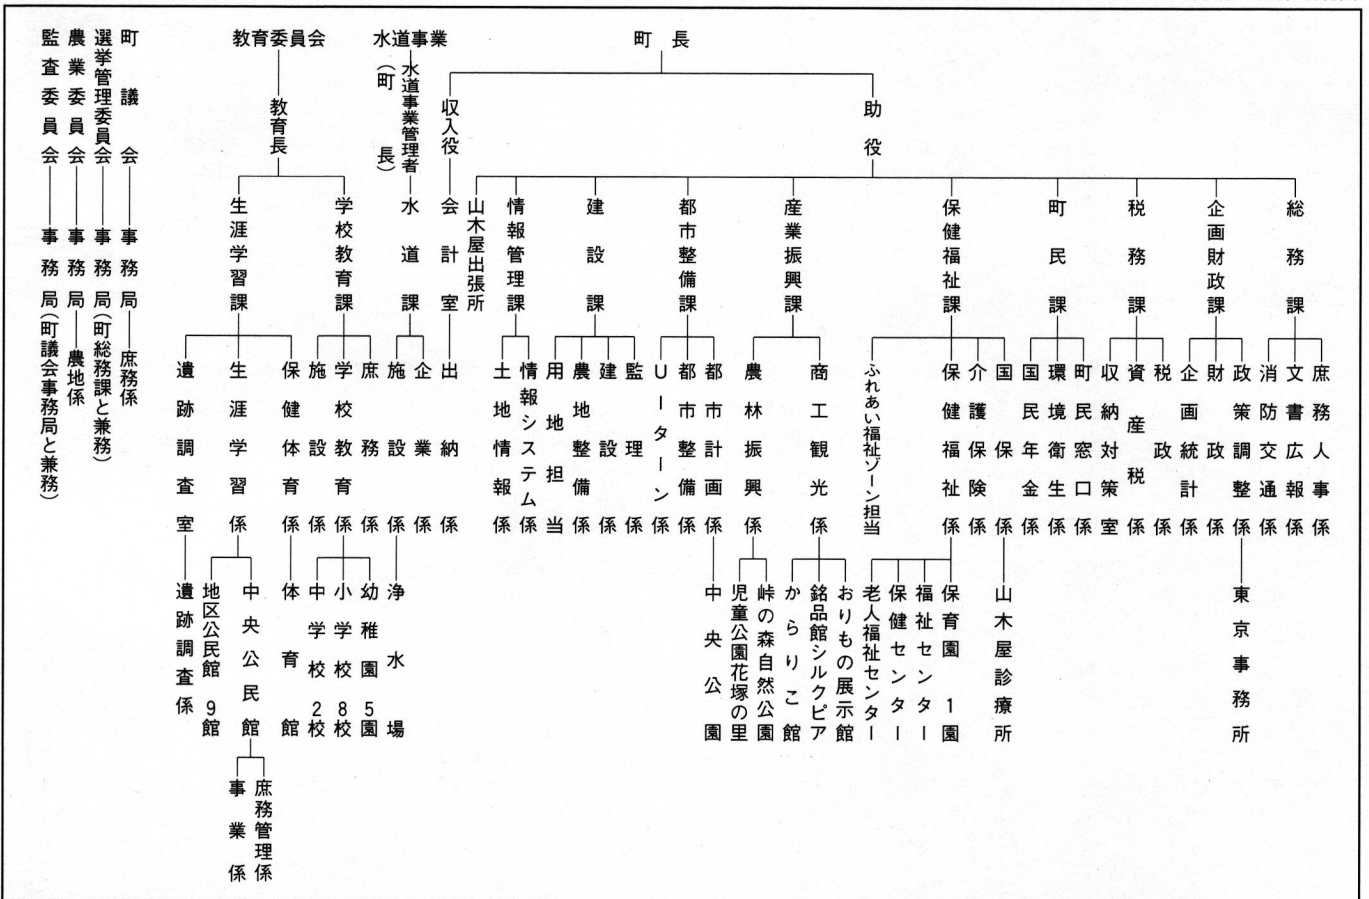 町長
助役
総務課
庶務人事係
文書広報係
消防交通係
企画財政課
政策調整係
東京事務所
財政係
企画統計係
税務課
税政係
資産税係
収納対策室
町民課
町民窓口係
環境衛生係
国民年金係
保健福祉課
国保係
山木屋診療所
介護保険係
保健福祉係
保育園1園
福祉センター
保健センター
老人福祉センター
ふれあい福祉ゾーン担当
産業振興課
商工観光係
おりもの展示館
銘品館シルクピア
からりこ館
農林振興係
峠の森自然公園
児童公園花塚の里
都市整備課
都市計画係
中央公園
都市整備係
Uターン係
建設課
監理係
建設係
農地整備係
用地担当
情報管理課
情報システム係
土地情報係
山木屋出張所
収入役
会計室
出納係
水道事業
水道事業管理者
(町長)
水道課
企業係
施設係
浄水場
教育委員会
教育長
学校教育課
庶務係
学校教育係
幼稚園5園
小学校8校
中学校2校
施設係
生涯学習課
保健体育係
体育館
生涯学習係
中央公民館
庶務管理係
事業係
地区公民館9館
遺跡調査室
遺跡調査係
町議会 事務局 庶務係
選挙管理委員会 事務局(町総務課と兼務)
農業委員会 事務局 農地係
監査委員会 事務局(町議会事務局と兼務)